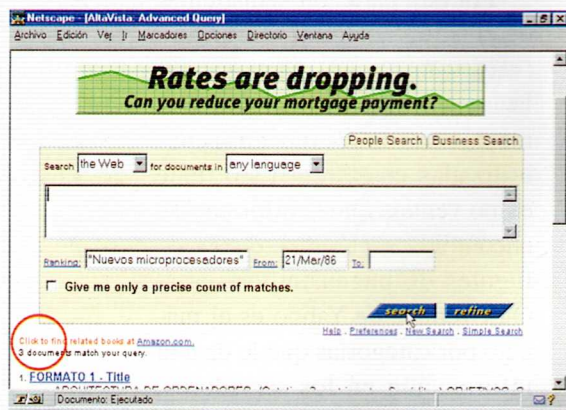 Netscape - [AltaVista: Advanced Query]
Archivo Edición Ver Ir Marcadores Opciones Directorio Ventana Ayuda
Rates are dropping.
Can you reduce your mortgage payment?
People Search Business Search
Search the Web for documents in any language
Ranking: "Nuevos microprocesadores" From: 21/Mar/86 To:
Give me only a precise count of matches.
search refine
Help . Preferences . New Search . Simple Search
Click to find related books at Amazon.com.
3 documents match your query.
1. FORMATO 1 - Title
ARCHITECTURA DE ORDENADORES
Documento: Ejecutado